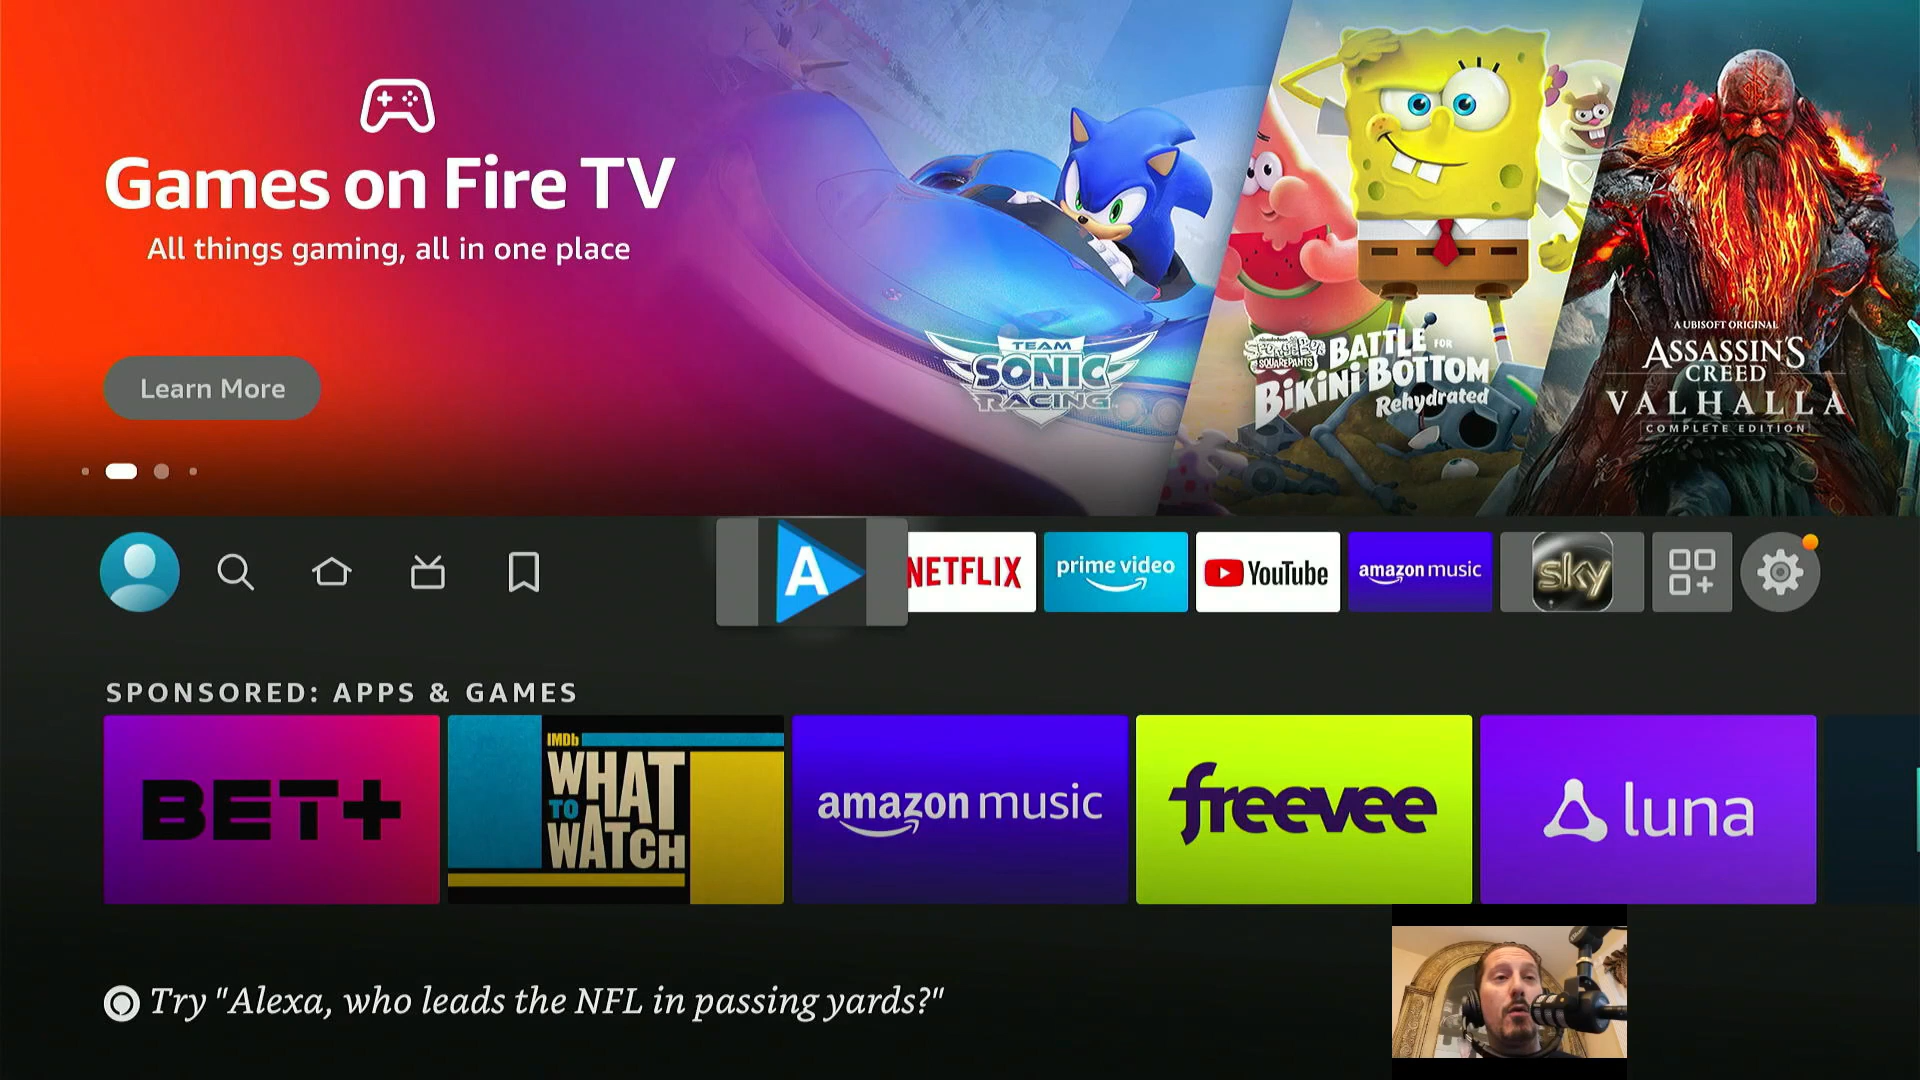 Games on Fire TV
All things gaming, all in one place
Learn More
TEAM
SONIC
RACING
SPONGEBOB
SQUAREPANTS
BATTLE FOR
BiKiNi BOTTOM
Rehydrated
A UBISOFT ORIGINAL
ASSASSIN'S
CREED
VALHALLA
COMPLETE EDITION
A
NETFLIX
prime video
YouTube
amazon music
sky
SPONSORED: APPS & GAMES
BET+
IMDb
WHAT
TO
WATCH
amazon music
freevee
luna
Try "Alexa, who leads the NFL in passing yards?"